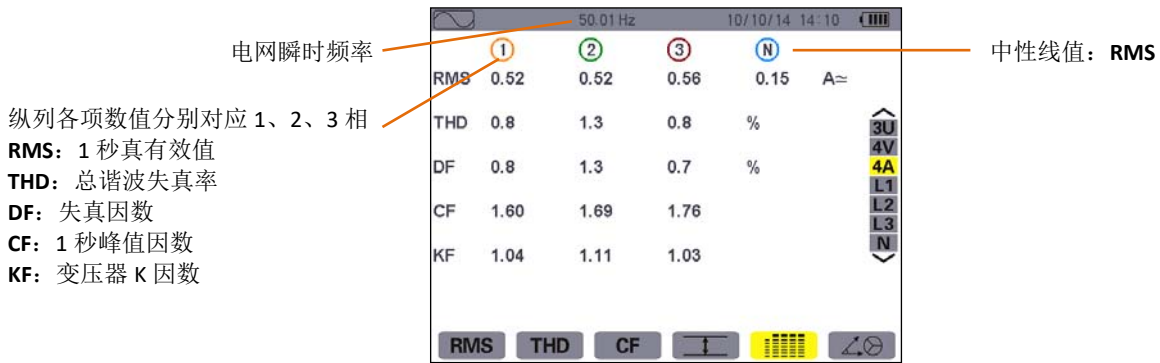 50.01 Hz 10/10/14 14:10
电网瞬时频率
1 2 3 N
中性线值：RMS
RMS 0.52 0.52 0.56 0.15 A≃
纵列各项数值分别对应 1、2、3 相
RMS：1 秒真有效值
THD：总谐波失真率
DF：失真因数
CF：1 秒峰值因数
KF：变压器 K 因数
THD 0.8 1.3 0.8 %
DF 0.8 1.3 0.7 %
CF 1.60 1.69 1.76
KF 1.04 1.11 1.03
3U
4V
4A
L1
L2
L3
N
RMS THD CF